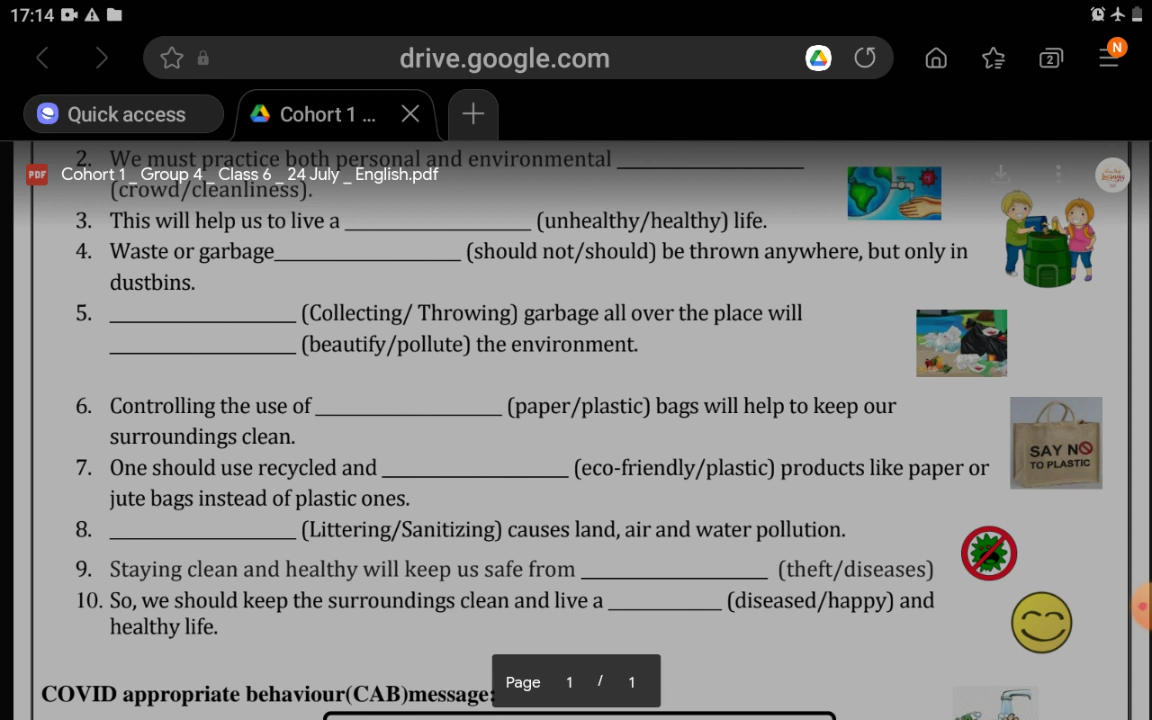 17:14
drive.google.com
2
N
Quick access
Cohort 1 ...
2. We must practice both personal and environmental ________________
PDF Cohort 1 _ Group 4 _ Class 6 _ 24 July _ English.pdf
(crowd/cleanliness).
3. This will help us to live a ________________ (unhealthy/healthy) life.
4. Waste or garbage________________ (should not/should) be thrown anywhere, but only in
dustbins.
5. ________________ (Collecting/ Throwing) garbage all over the place will
________________ (beautify/pollute) the environment.
6. Controlling the use of ________________ (paper/plastic) bags will help to keep our
surroundings clean.
SAY NO
TO PLASTIC
7. One should use recycled and ________________ (eco-friendly/plastic) products like paper or
jute bags instead of plastic ones.
8. ________________ (Littering/Sanitizing) causes land, air and water pollution.
9. Staying clean and healthy will keep us safe from ________________ (theft/diseases)
10. So, we should keep the surroundings clean and live a __________ (diseased/happy) and
healthy life.
Page 1 / 1
COVID appropriate behaviour(CAB)message: